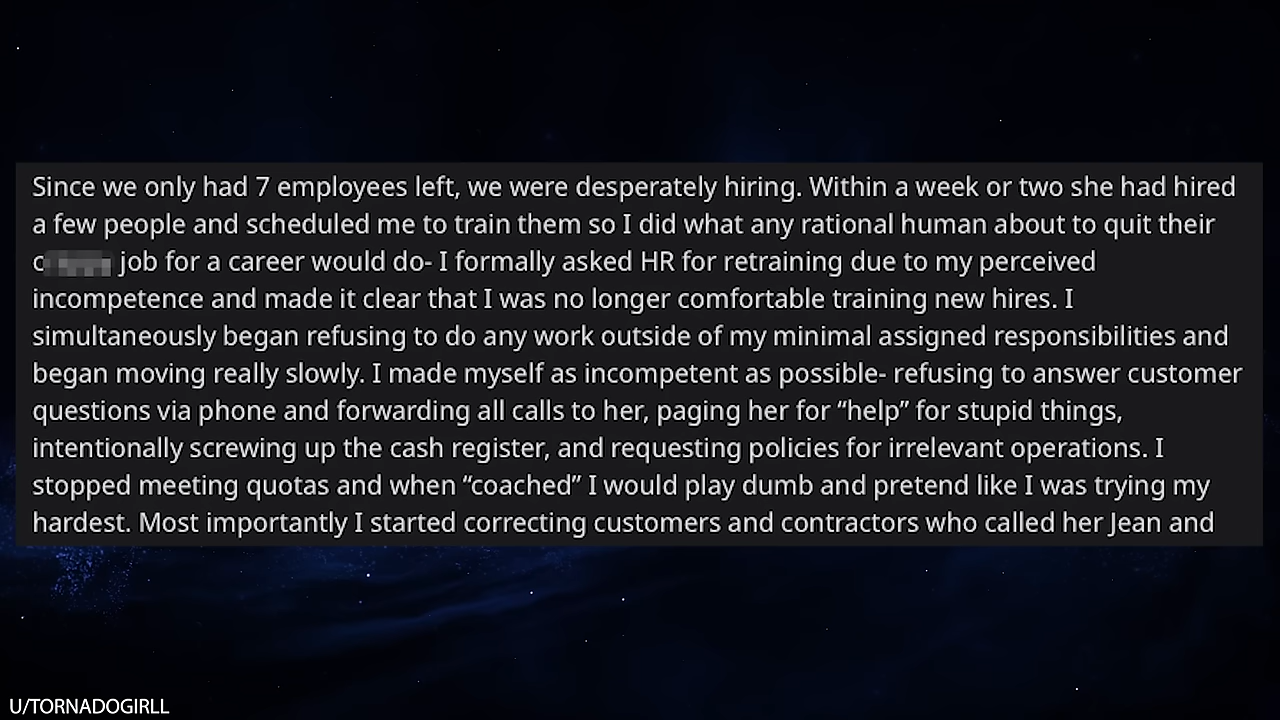 Since we only had 7 employees left, we were desperately hiring. Within a week or two she had hired
a few people and scheduled me to train them so I did what any rational human about to quit their
job for a career would do- I formally asked HR for retraining due to my perceived
incompetence and made it clear that I was no longer comfortable training new hires. I
simultaneously began refusing to do any work outside of my minimal assigned responsibilities and
began moving really slowly. I made myself as incompetent as possible- refusing to answer customer
questions via phone and forwarding all calls to her, paging her for “help” for stupid things,
intentionally screwing up the cash register, and requesting policies for irrelevant operations. I
stopped meeting quotas and when “coached” I would play dumb and pretend like I was trying my
hardest. Most importantly I started correcting customers and contractors who called her Jean and
U/TORNADOGIRLL